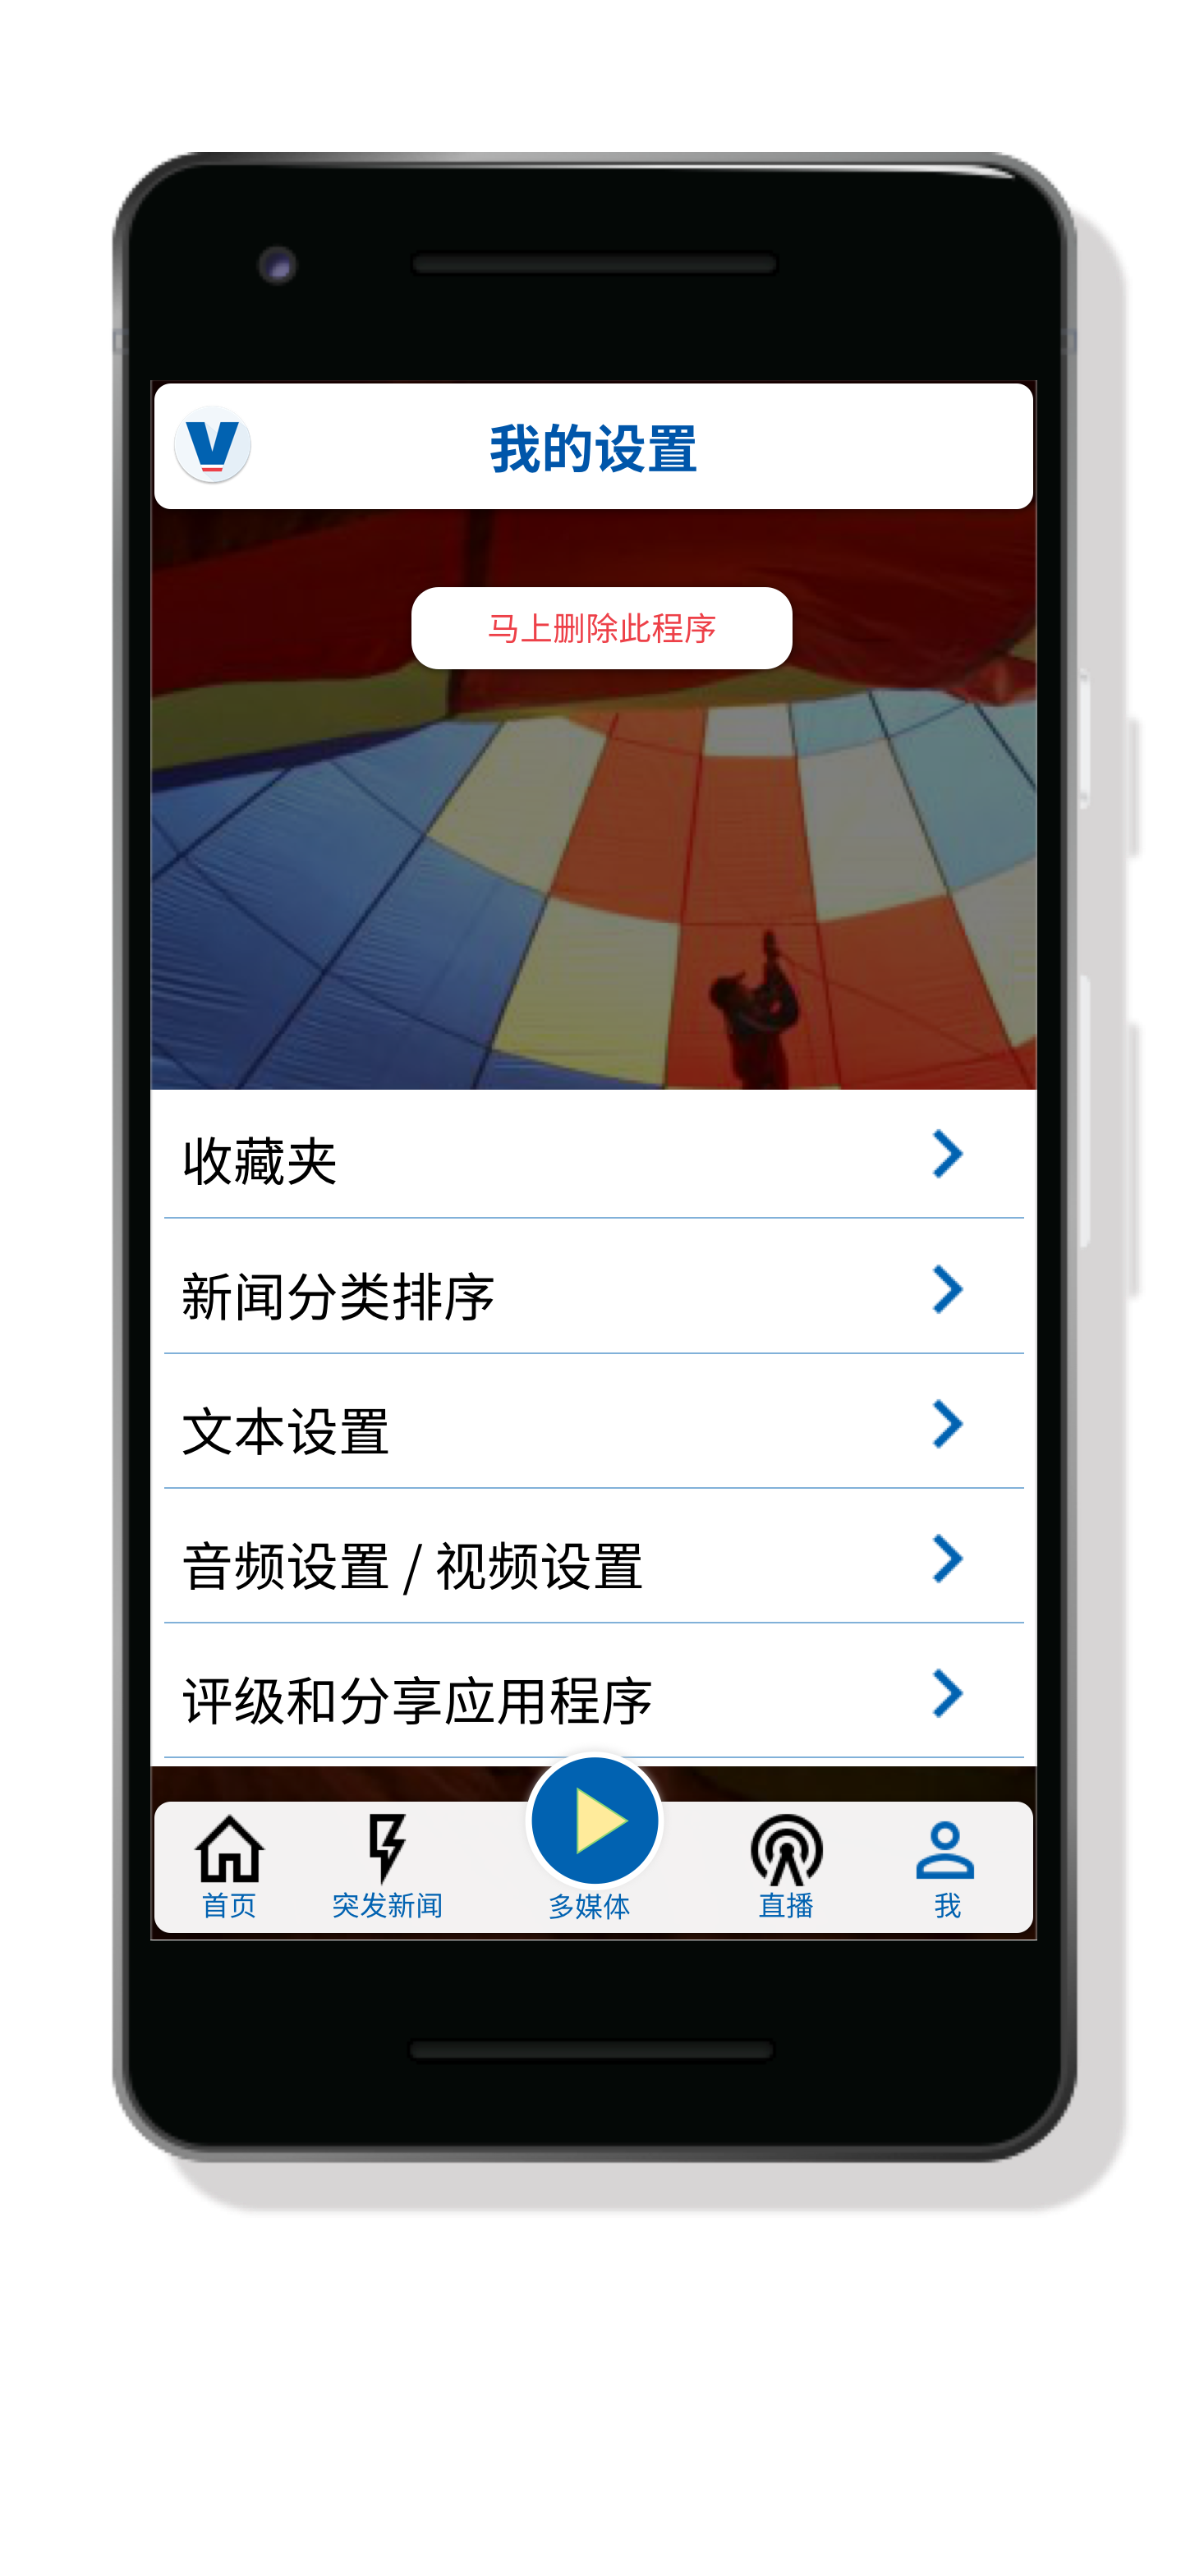 V
我的设置
马上删除此程序
收藏夹
新闻分类排序
文本设置
音频设置 / 视频设置
评级和分享应用程序
首页 突发新闻 多媒体 直播 我